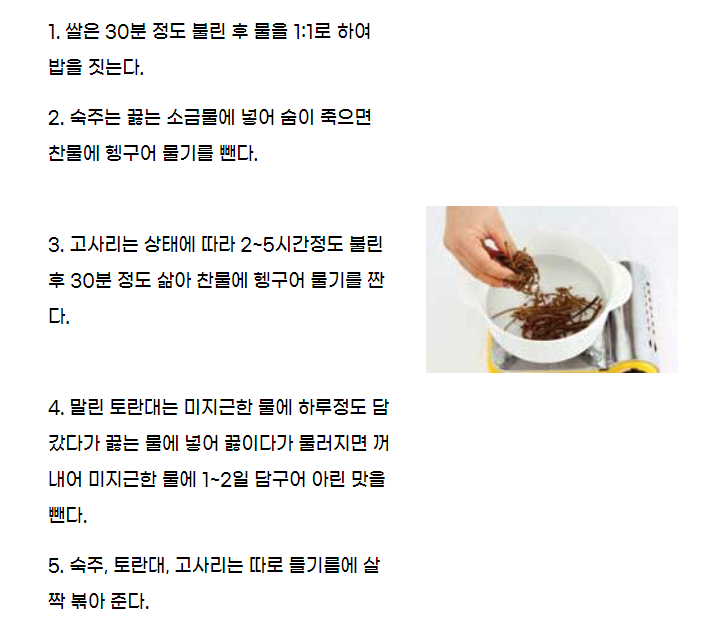 1. 쌀은 30분 정도 불린 후 물을 1:1로 하여
밥을 짓는다.
2. 숙주는 끓는 소금물에 넣어 숨이 죽으면
찬물에 헹구어 물기를 뺀다.
3. 고사리는 상태에 따라 2~5시간정도 불린
후 30분 정도 삶아 찬물에 헹구어 물기를 짠
다.
4. 말린 토란대는 미지근한 물에 하루정도 담
갔다가 끓는 물에 넣어 끓이다가 물러지면 꺼
내어 미지근한 물에 1~2일 담구어 아린 맛을
뺀다.
5. 숙주, 토란대, 고사리는 따로 들기름에 살
짝 볶아 준다.